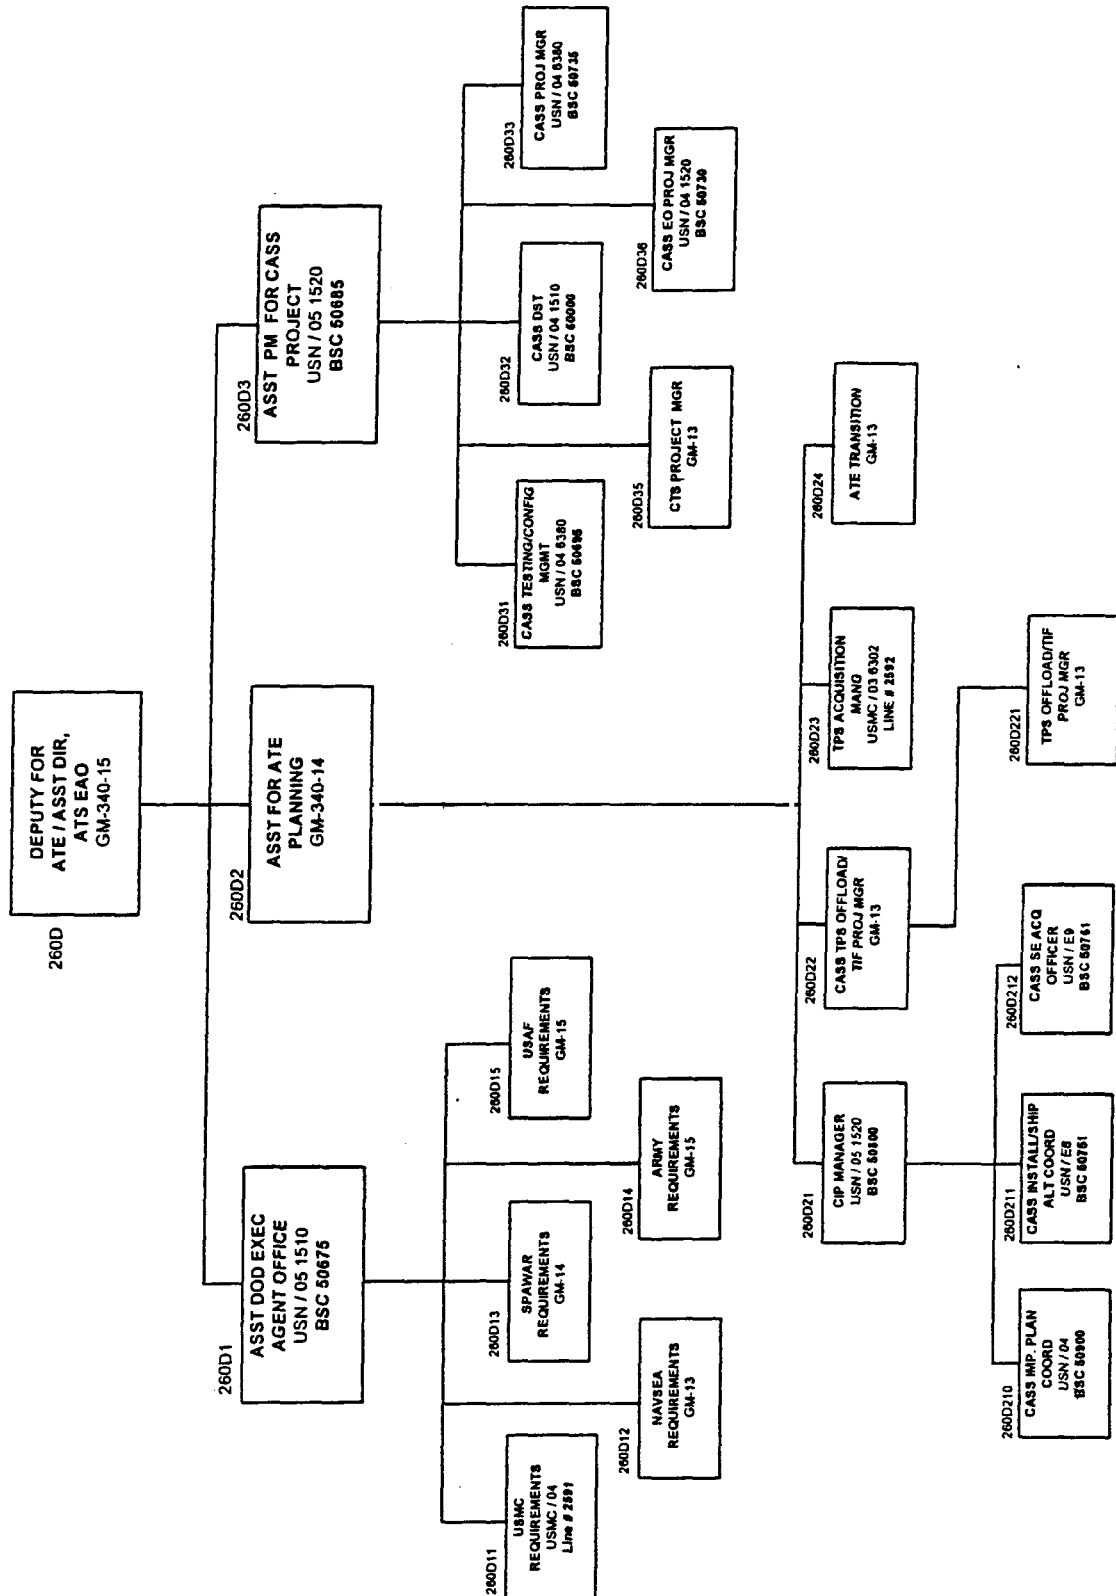 260D
DEPUTY FOR
ATE / ASST DIR,
ATS EAO
GM-340-15
260D1
ASST DOD EXEC
AGENT OFFICE
USN / 05 1510
BSC 50675
260D2
ASST FOR ATE
PLANNING
GM-340-14
260D3
ASST PM FOR CASS
PROJECT
USN / 05 1520
BSC 50685
260D11
USMC
REQUIREMENTS
USMC / 04
Line # 2591
260D12
NAVSEA
REQUIREMENTS
GM-13
260D13
SPAWAR
REQUIREMENTS
GM-14
260D14
ARMY
REQUIREMENTS
GM-15
260D15
USAF
REQUIREMENTS
GM-15
260D31
CASS TESTING/CONFIG
MGMT
USN / 04 6380
BSC 50695
260D35
CTS PROJECT MGR
GM-13
260D32
CASS DST
USN / 04 1510
BSC 60000
260D36
CASS EO PROJ MGR
USN / 04 1520
BSC 50730
260D33
CASS PROJ MGR
USN / 04 6380
BSC 50735
260D21
CIP MANAGER
USN / 05 1520
BSC 50800
260D22
CASS TPS OFFLOAD/
TIF PROJ MGR
GM-13
260D23
TPS ACQUISITION
MANG
USMC / 03 6302
LINE # 2592
260D24
ATE TRANSITION
GM-13
260D210
CASS IMP. PLAN
COORD
USN / 04
BSC 50900
260D211
CASS INSTALL/SHIP
ALT COORD
USN / E8
BSC 50751
260D212
CASS SE ACQ
OFFICER
USN / E9
BSC 50761
260D221
TPS OFFLOAD/TIF
PROJ MGR
GM-13